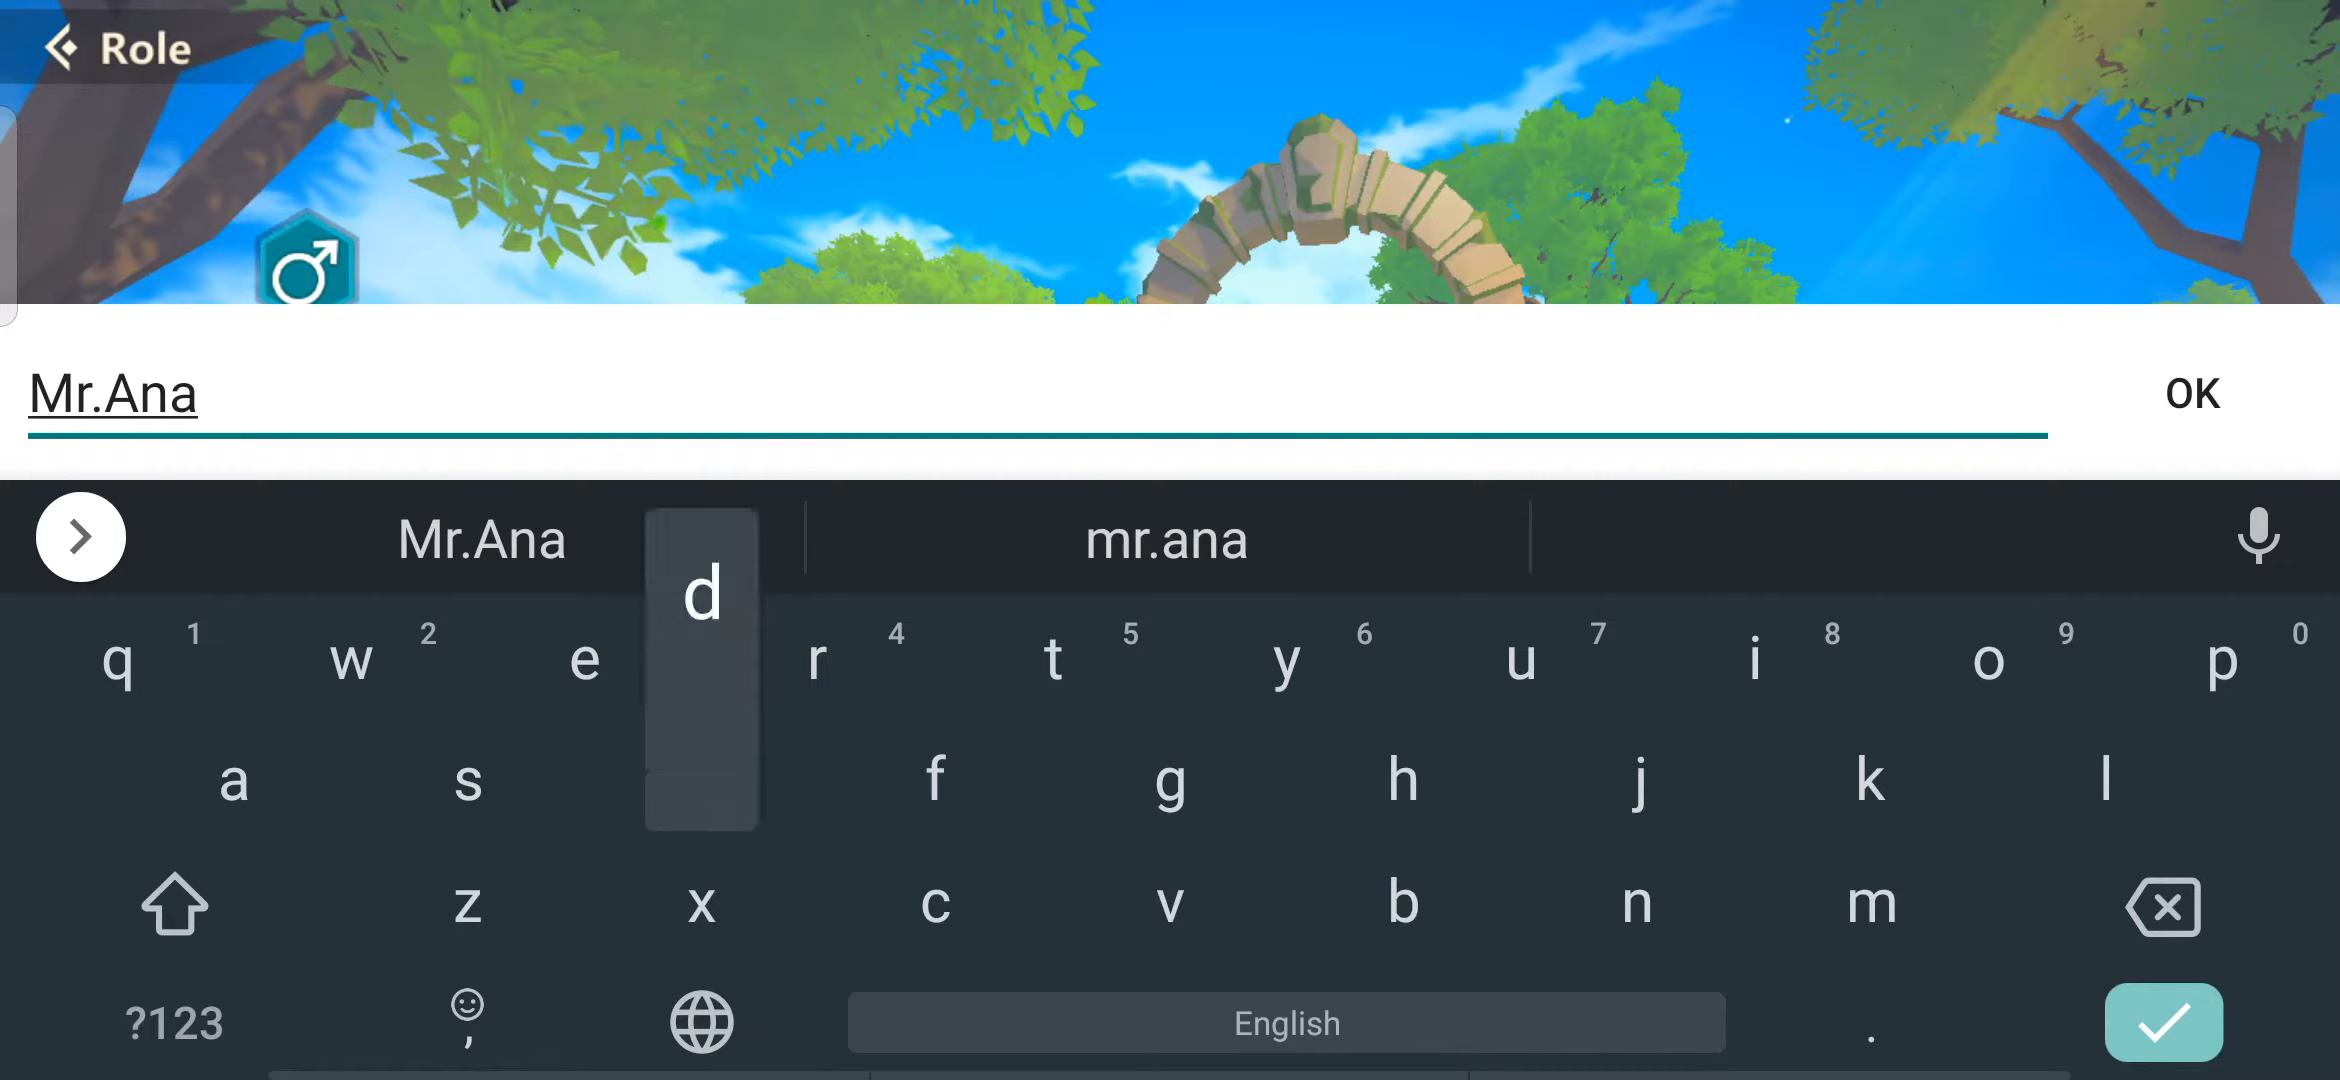 Role
Mr.Ana
OK
Mr.Ana mr.ana
d
q 1 w 2 e r 4 t 5 y 6 u 7 i 8 o 9 p 0
a s f g h j k l
z x c v b n m
?123 , English .